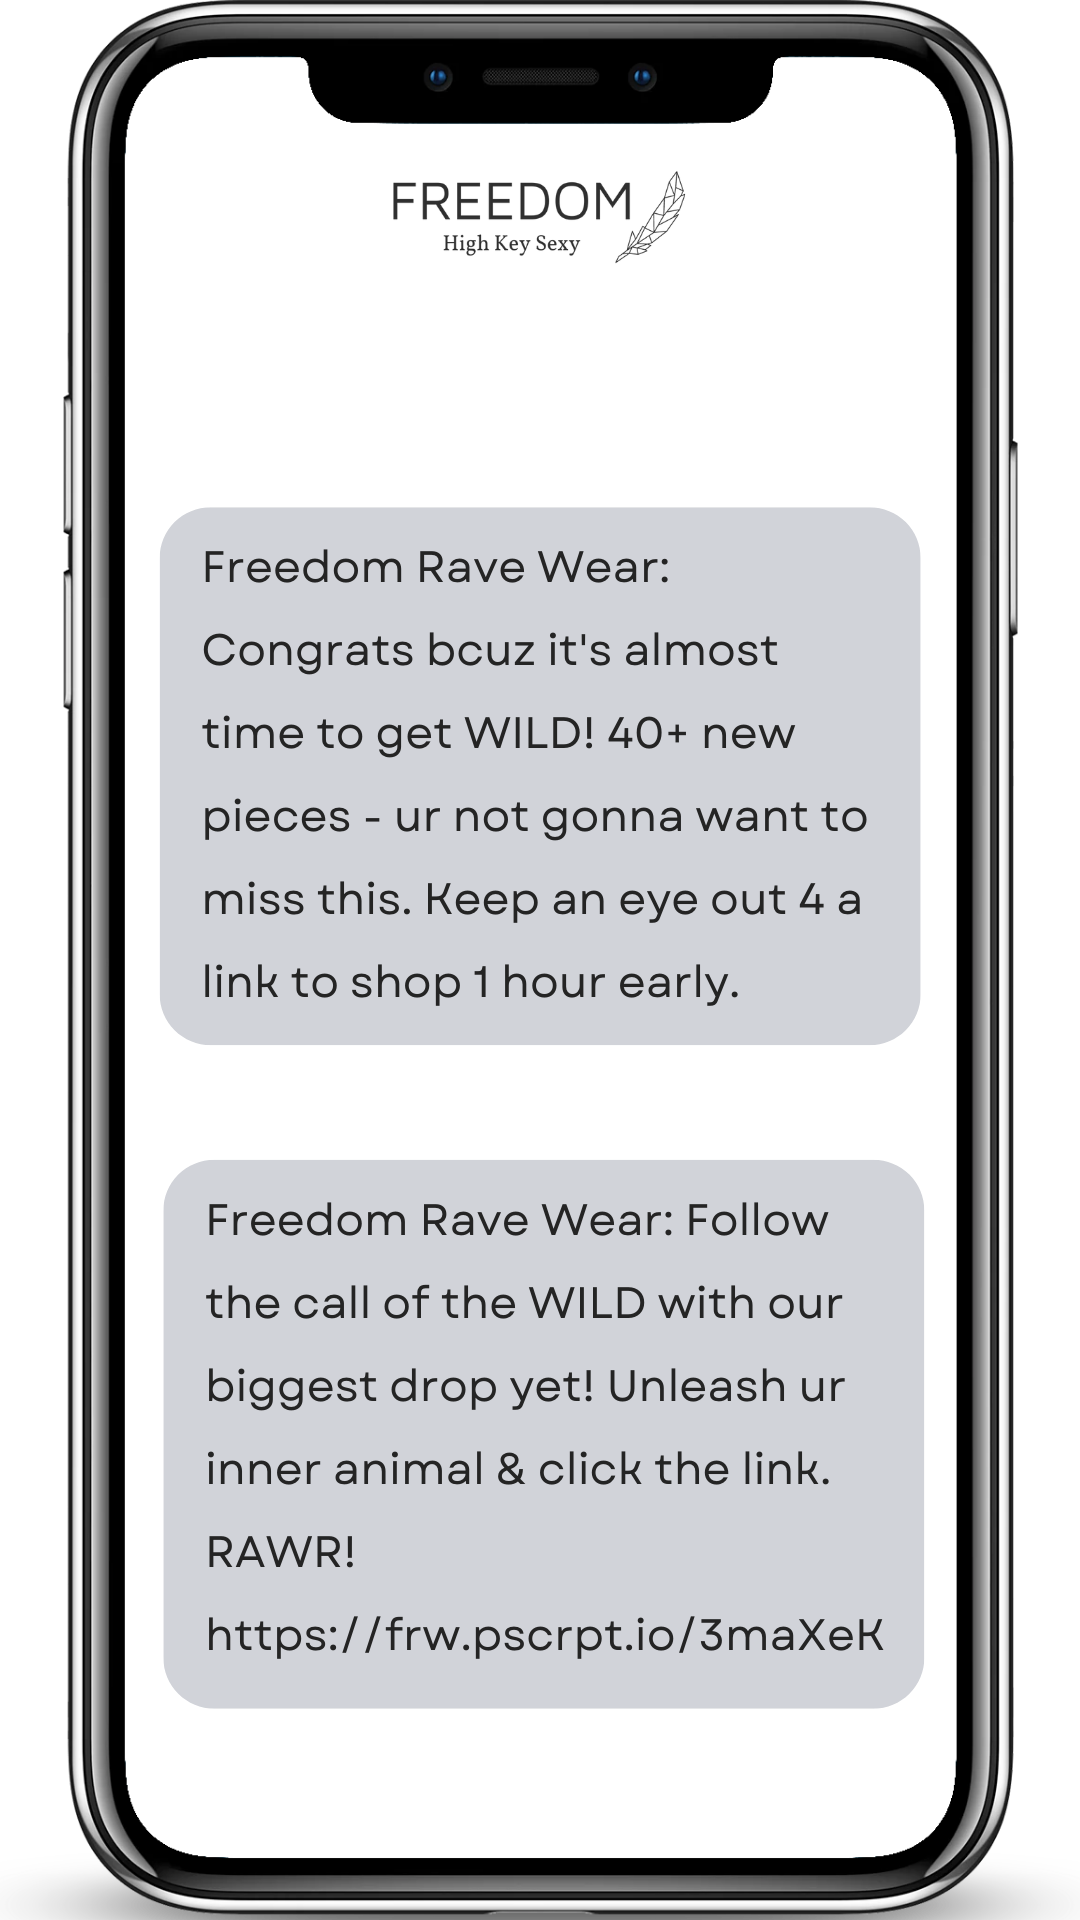 FREEDOM
High Key Sexy
Freedom Rave Wear:
Congrats bcuz it's almost
time to get WILD! 40+ new
pieces - ur not gonna want to
miss this. Keep an eye out 4 a
link to shop 1 hour early.
Freedom Rave Wear: Follow
the call of the WILD with our
biggest drop yet! Unleash ur
inner animal & click the link.
RAWR!
https://frw.pscrpt.io/3maXeK